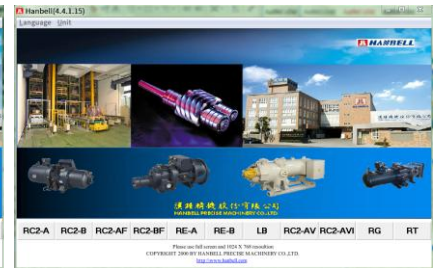 Hanbell[4.4.1.15]
Language Unit
HANBELL
漢鐘精機股份有限公司
HANBELL PRECISE MACHINERY CO.,LTD.
RC2-A RC2-B RC2-AF RC2-BF RE-A RE-B LB RC2-AV RC2-AVI RG RT
Please use full screen and 1024 X 768 resoultion
COPYRIGHT 2000 BY HANBELL PRECISE MACHINERY CO.,LTD.
http://www.hanbell.com